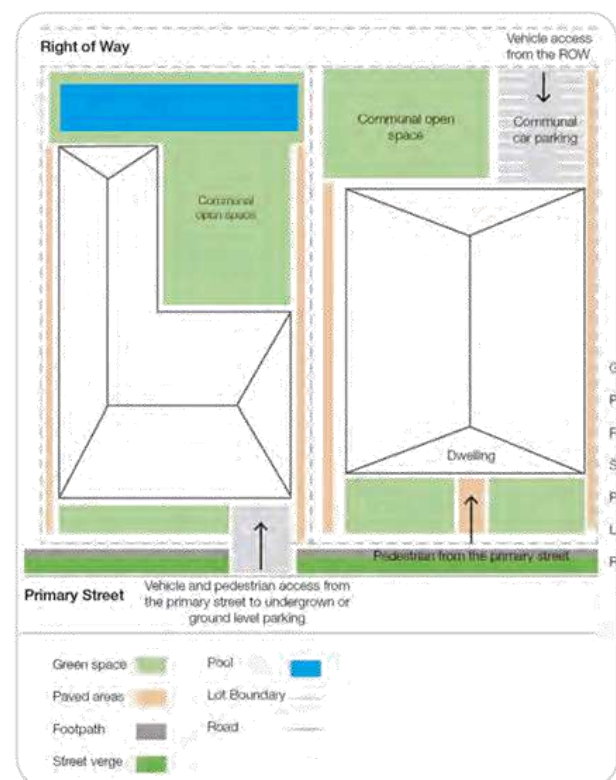 Right of Way
Vehicle access
from the ROW
Communal open
space
Communal
car parking
Communal
open space
Dwelling
Pedestrian from the primary street
Primary Street
Vehicle and pedestrian access from
the primary street to undergrown or
ground level parking
Green space
Pool
Paved areas
Lot Boundary
Footpath
Road
Street verge
G
P
F
S
P
L
R